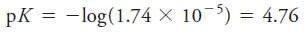 pK = −log(1.74 × 10⁻⁵) = 4.76